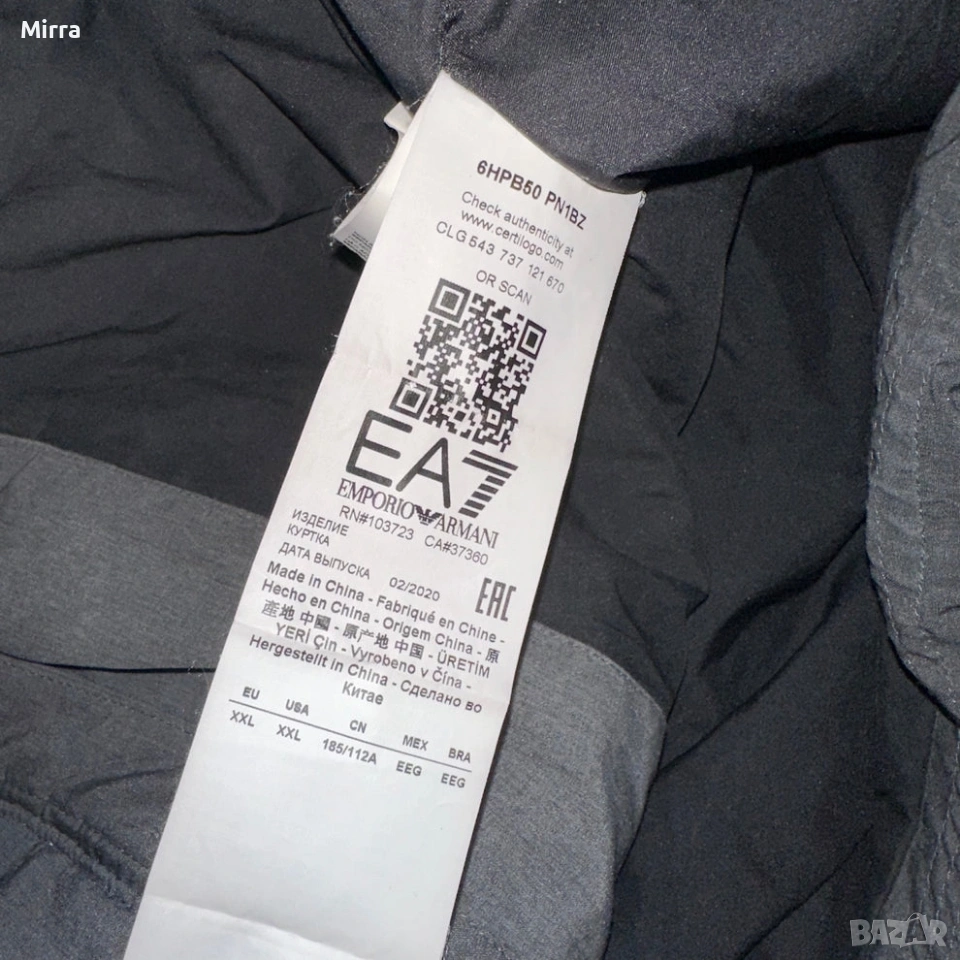 Mirra
6HPB50 PN1BZ
Check authenticity at
www.certilogo.com
CLG 543 737 121 670
OR SCAN
EA7
EMPORIO ARMANI
RN#103723 CA#37360
ИЗДЕЛИЕ
КУРТКА
ДАТА ВЫПУСКА 02/2020
EAC
Made in China - Fabriqué en Chine -
Hecho en China - Origem China - 原
產地 中國 - 原产地 中国 - ÜRETİM
YERİ Çin - Vyrobeno v Čína -
Hergestellt in China - Сделано во
Китае
EU USA CN MEX BRA
XXL XXL 185/112A EEG EEG
BAZAR